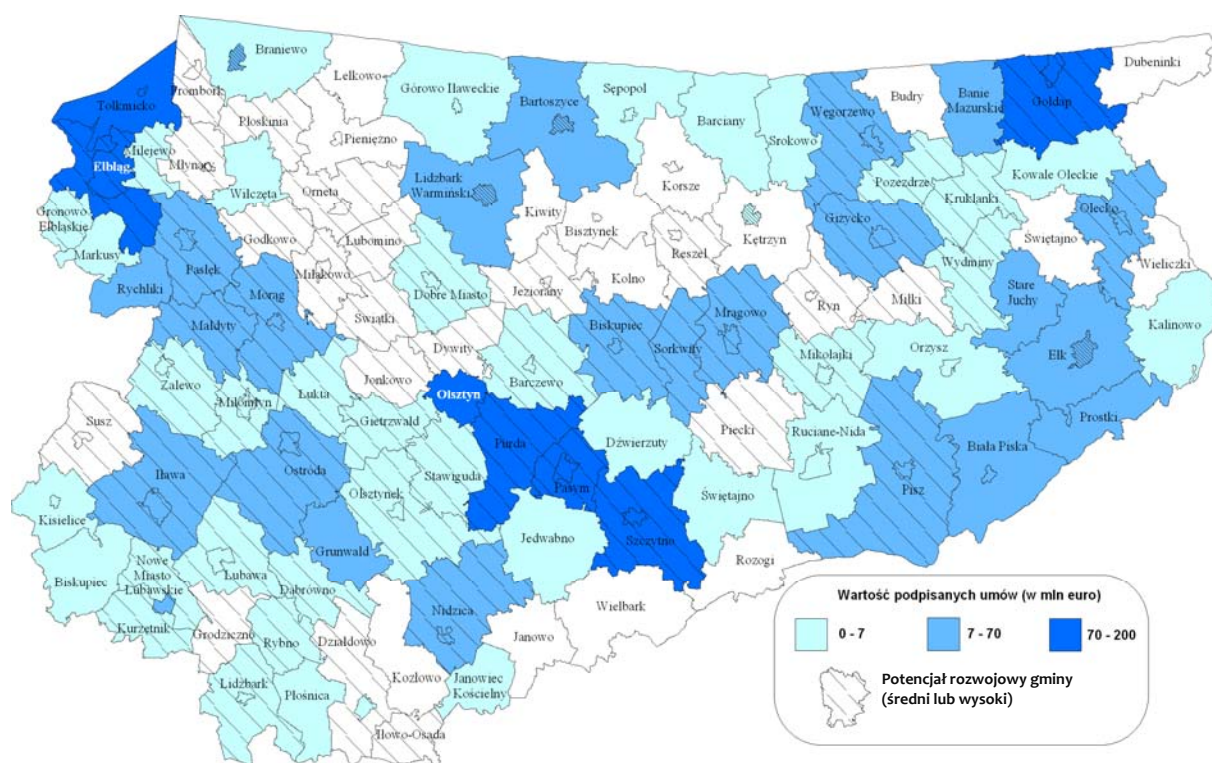 Braniewo
Lelkowo
Dubeninki
Tolkmicko
Frombork
Płoskinia
Górowo Iławeckie
Bartoszyce
Sępopol
Barciany
Srokowo
Węgorzewo
Budry
Banie
Mazurskie
Gołdap
Pieniężno
Milejewo
Młynary
Elbląg
Wilczęta
Orneta
Lidzbark
Warmiński
Kiwity
Bisztynek
Korsze
Kętrzyn
Pozezdrze
Kruklanki
Kowale Oleckie
Gronowo
Elbląskie
Markusy
Godkowo
Lubomino
Reszel
Giżycko
Wydminy
Świętajno
Olecko
Wieliczki
Pasłęk
Rychliki
Morąg
Miłakowo
Dobre Miasto
Jeziorany
Kolno
Ryn
Miłki
Stare
Juchy
Małdyty
Świątki
Biskupiec
Sorkwity
Mrągowo
Kalinowo
Dywity
Mikołajki
Orzysz
Ełk
Zalewo
Miłomłyn
Łukta
Jonkowo
Barczewo
Olsztyn
Susz
Gietrzwałd
Purda
Dźwierzuty
Piecki
Ruciane-Nida
Prostki
Biała Piska
Iława
Ostróda
Stawiguda
Pasym
Pisz
Olsztynek
Kisielice
Świętajno
Grunwald
Jedwabno
Szczytno
Rozogi
Biskupiec
Nowe
Miasto
Lubawskie
Lubawa
Dąbrówno
Kurzętnik
Grodziczno
Rybno
Działdowo
Nidzica
Wielbark
Janowo
Kozłowo
Janowiec
Kościelny
Lidzbark
Płośnica
Iłowo-Osada
Wartość podpisanych umów (w mln euro)
0 - 7
7 - 70
70 - 200
Potencjał rozwojowy gminy
(średni lub wysoki)